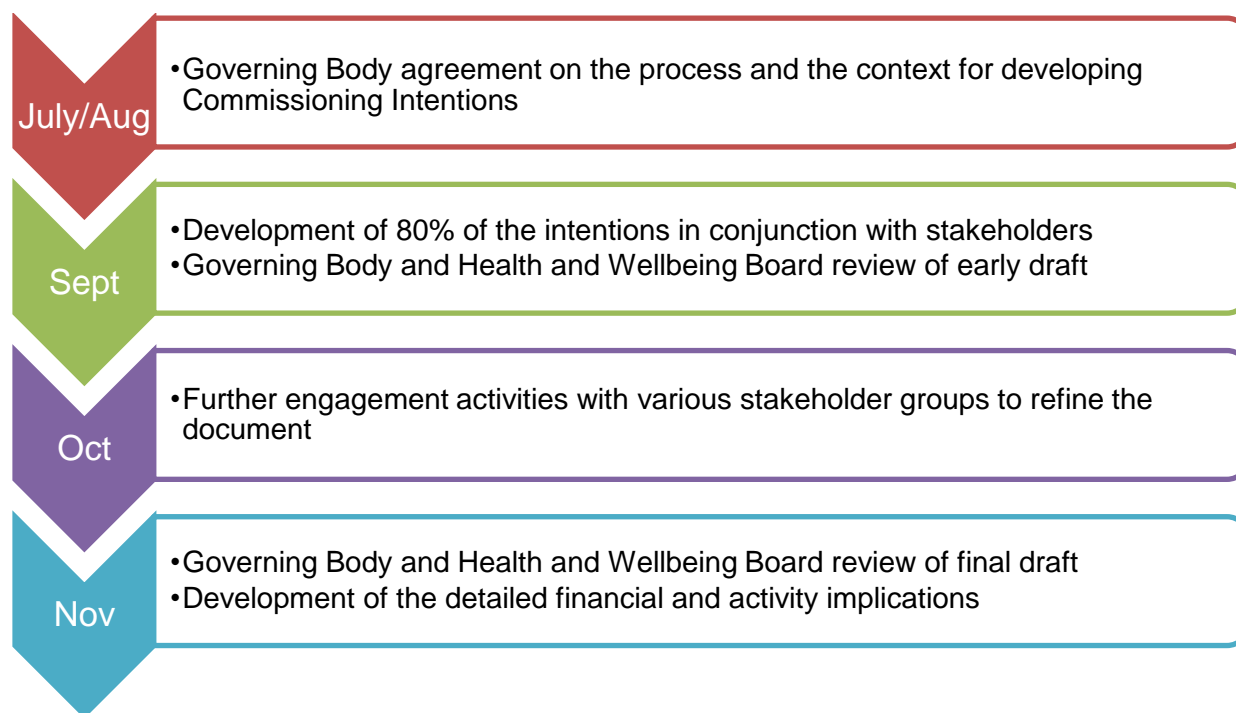 July/Aug
•Governing Body agreement on the process and the context for developing
Commissioning Intentions
Sept
•Development of 80% of the intentions in conjunction with stakeholders
•Governing Body and Health and Wellbeing Board review of early draft
Oct
•Further engagement activities with various stakeholder groups to refine the
document
Nov
•Governing Body and Health and Wellbeing Board review of final draft
•Development of the detailed financial and activity implications